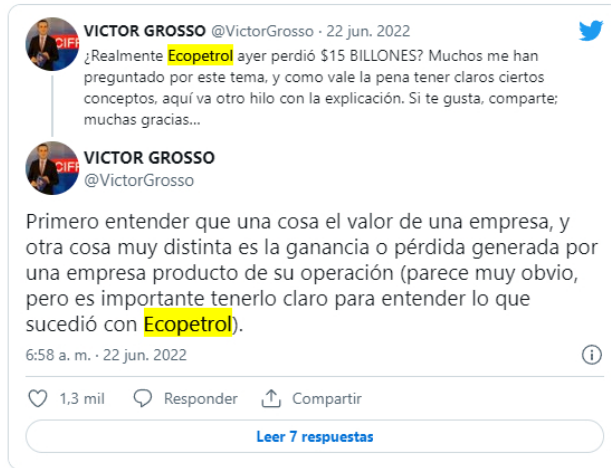 VICTOR GROSSO @VictorGrosso · 22 jun. 2022
¿Realmente Ecopetrol ayer perdió $15 BILLONES? Muchos me han
preguntado por este tema, y como vale la pena tener claros ciertos
conceptos, aquí va otro hilo con la explicación. Si te gusta, comparte;
muchas gracias...
VICTOR GROSSO
@VictorGrosso
Primero entender que una cosa el valor de una empresa, y
otra cosa muy distinta es la ganancia o pérdida generada por
una empresa producto de su operación (parece muy obvio,
pero es importante tenerlo claro para entender lo que
sucedió con Ecopetrol).
6:58 a. m. · 22 jun. 2022
1,3 mil Responder Compartir
Leer 7 respuestas